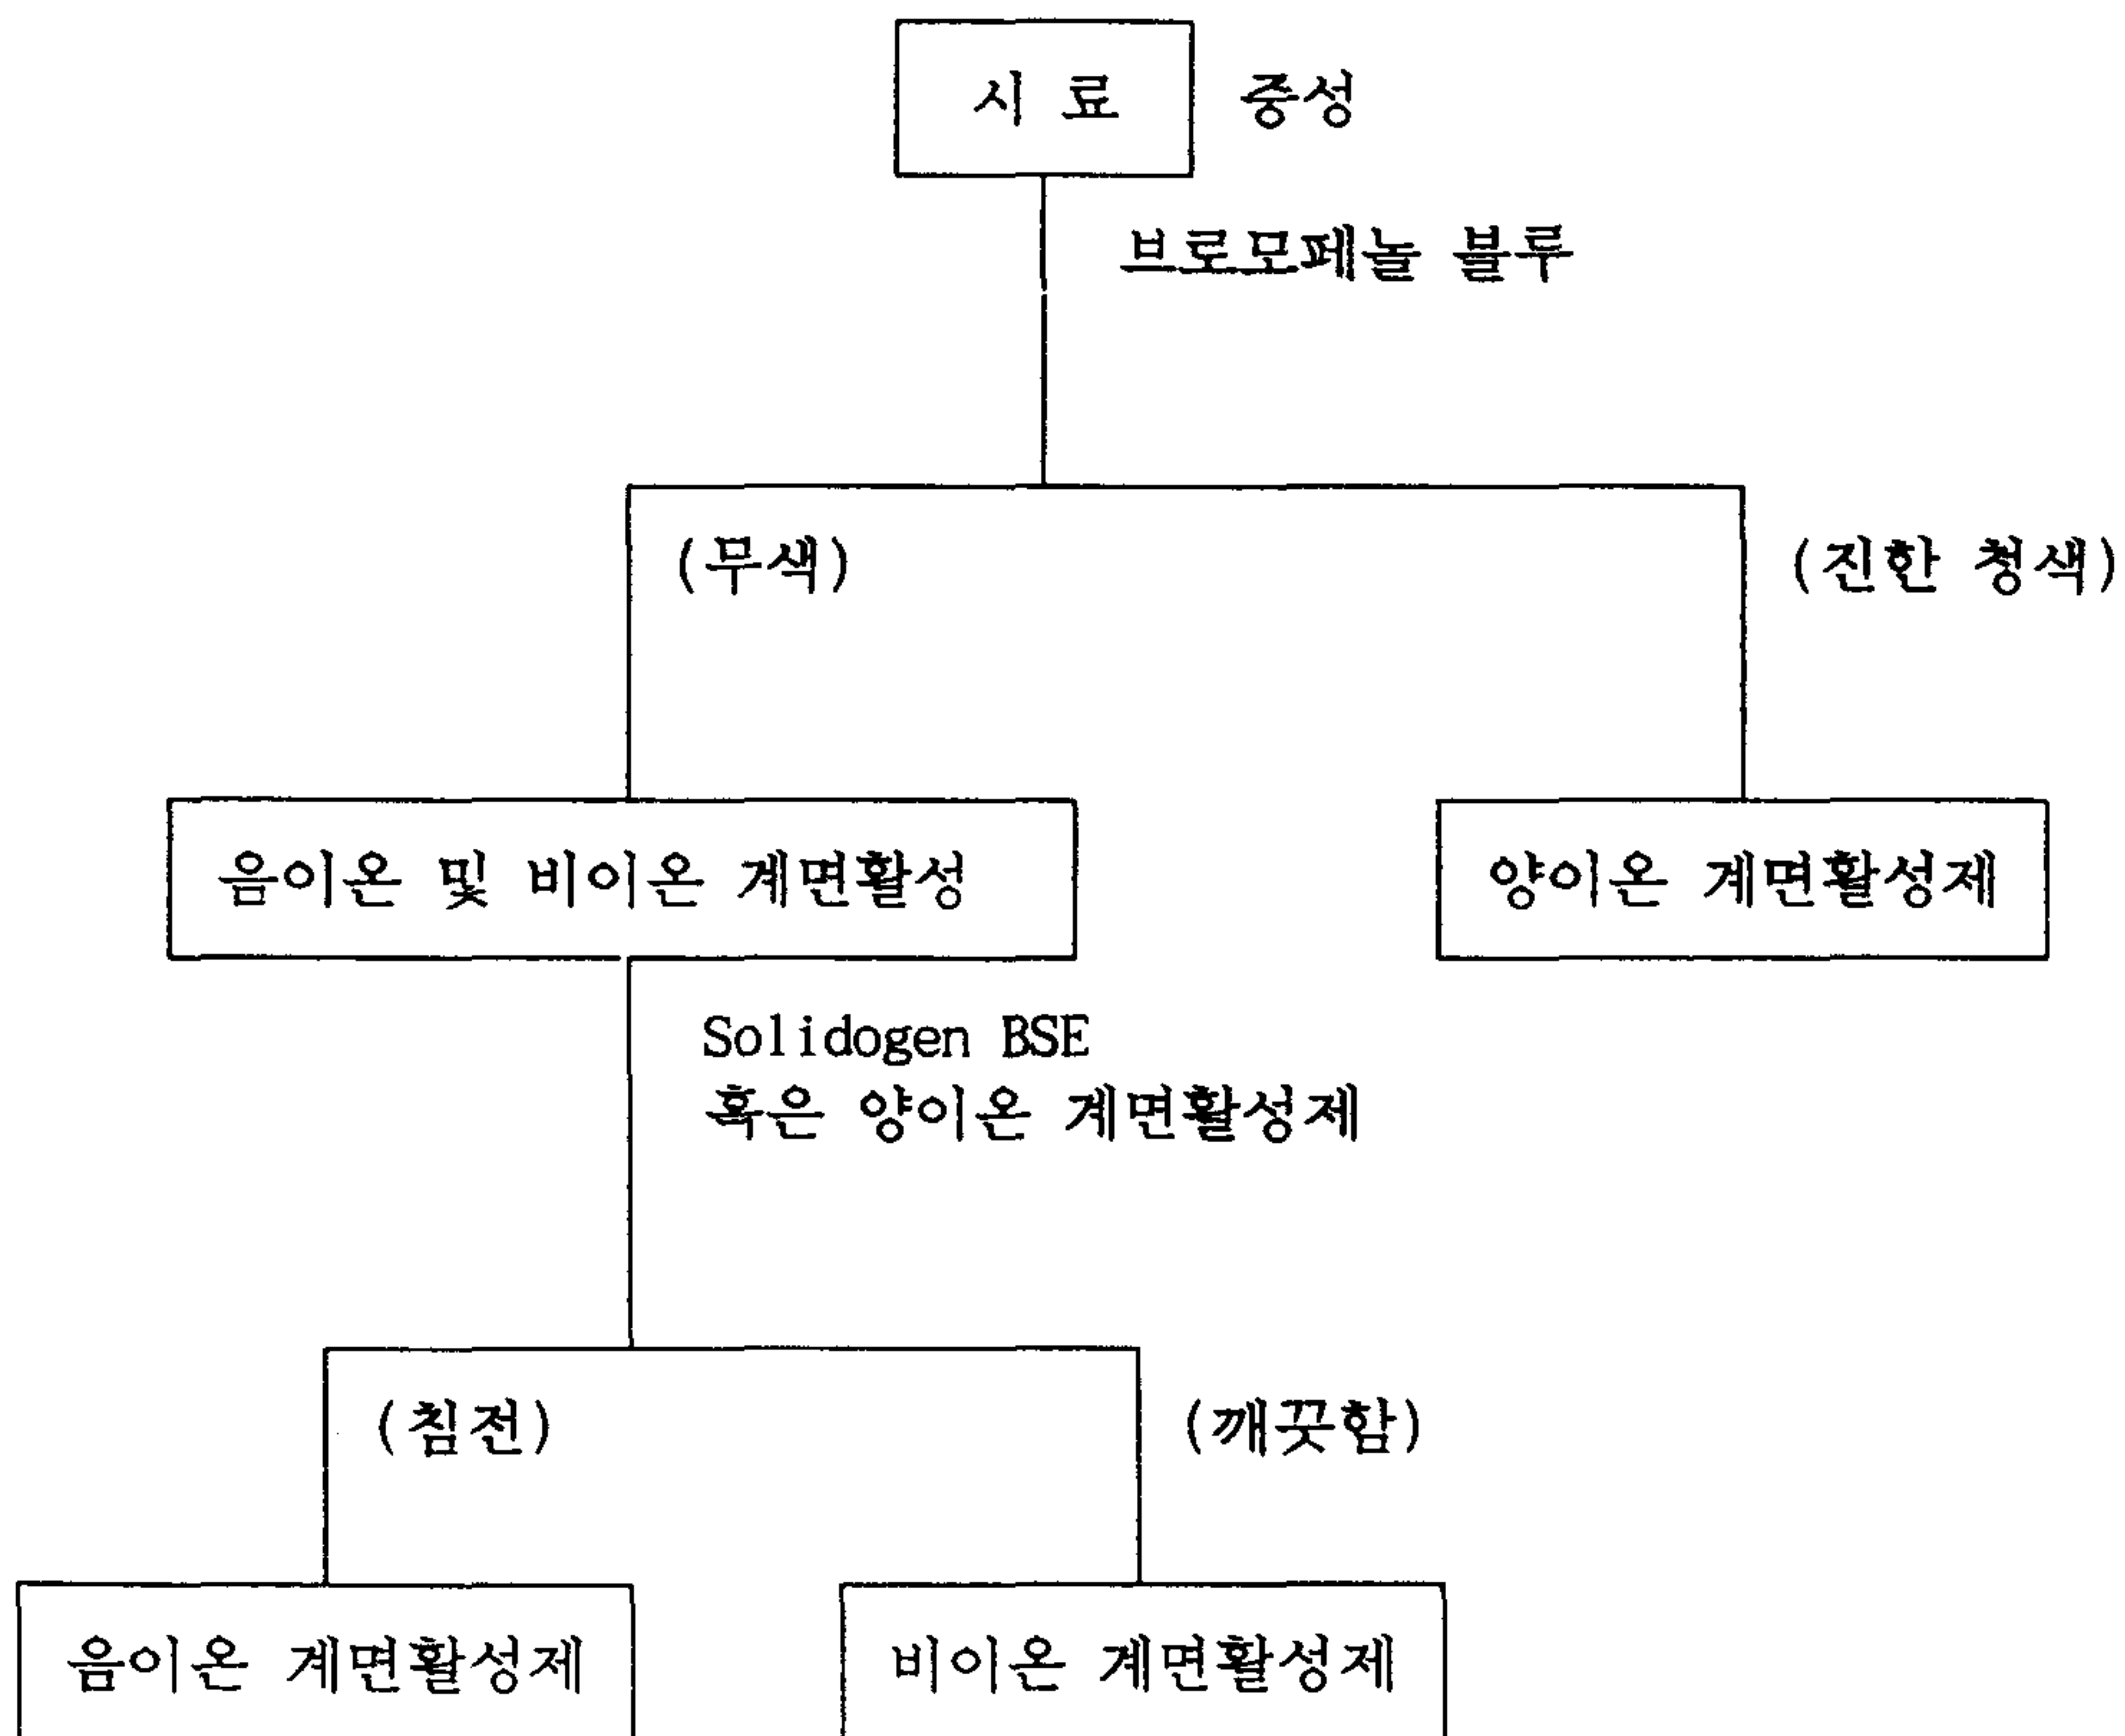 시 료 중성
브로모페놀 블루
(무색)
(진한 청색)
음이온 및 비이온 계면활성
양이온 계면활성제
Solidogen BSE
혹은 양이온 계면활성제
(침전)
(깨끗함)
음이온 계면활성제
비이온 계면활성제